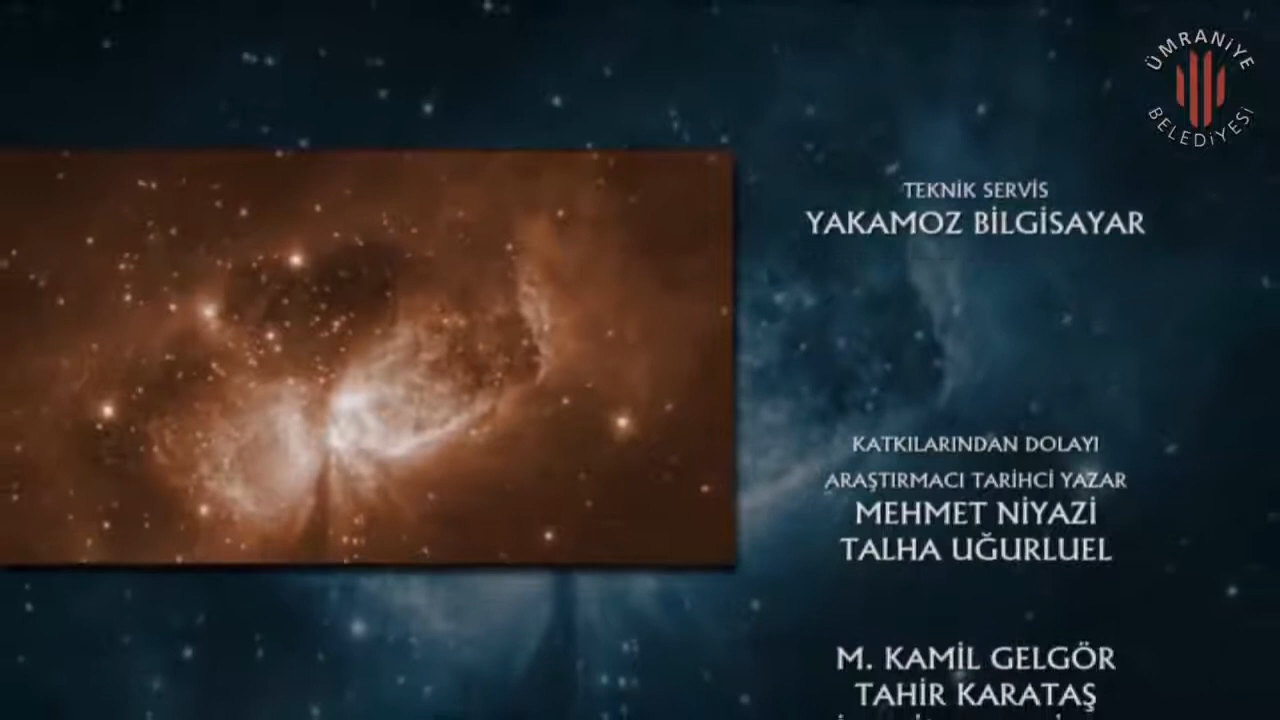 ÜMRANİYE
BELEDİYESİ
TEKNİK SERVİS
YAKAMOZ BİLGİSAYAR
KATKILARINDAN DOLAYI
ARAŞTIRMACI TARİHCİ YAZAR
MEHMET NİYAZİ
TALHA UĞURLUEL
M. KAMİL GELGÖR
TAHİR KARATAŞ